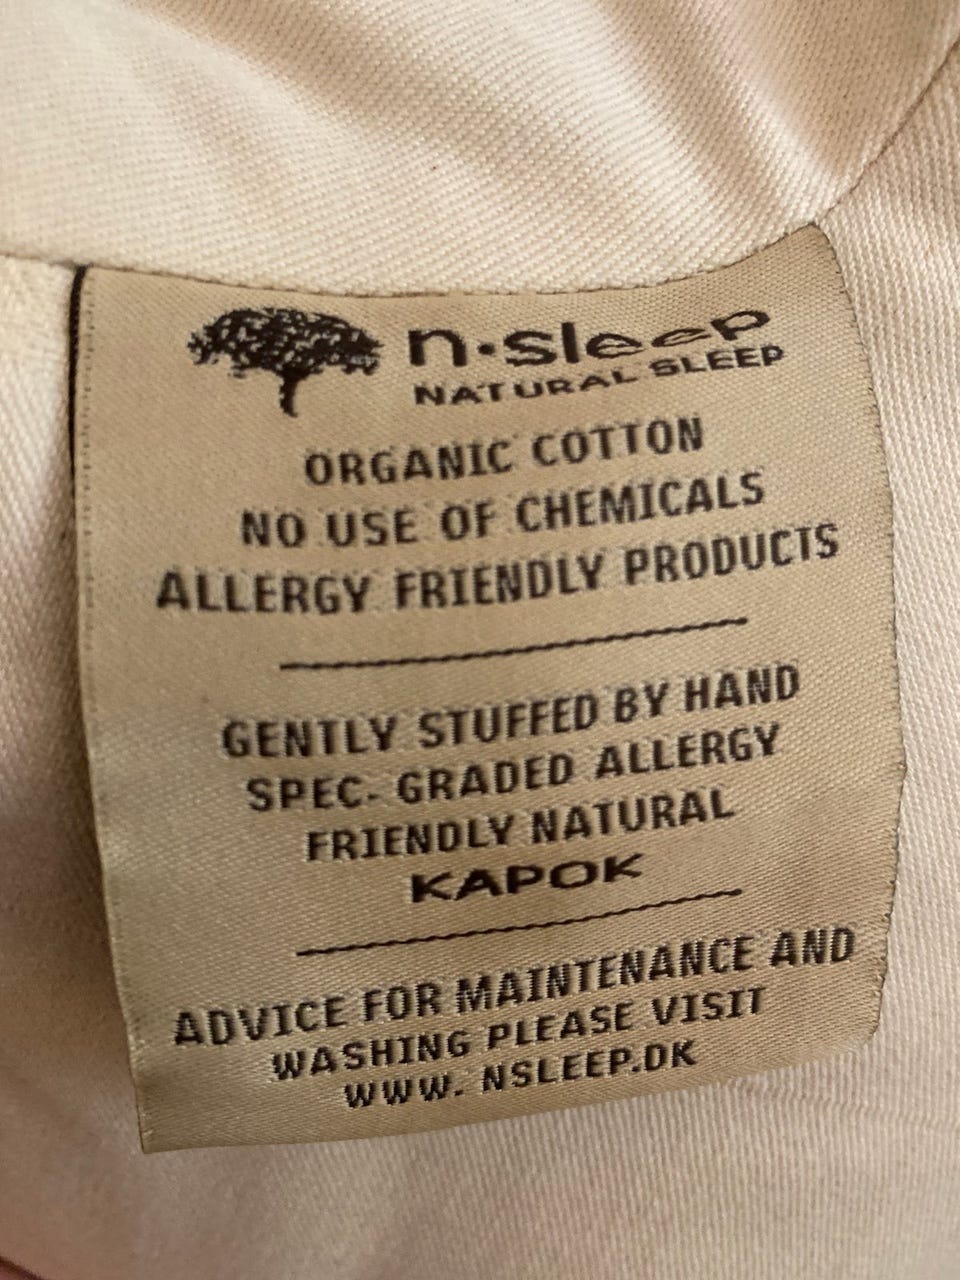 n·sleep
NATURAL SLEEP
ORGANIC COTTON
NO USE OF CHEMICALS
ALLERGY FRIENDLY PRODUCTS
GENTLY STUFFED BY HAND
SPEC. GRADED ALLERGY
FRIENDLY NATURAL
KAPOK
ADVICE FOR MAINTENANCE AND
WASHING PLEASE VISIT
WWW. NSLEEP.DK